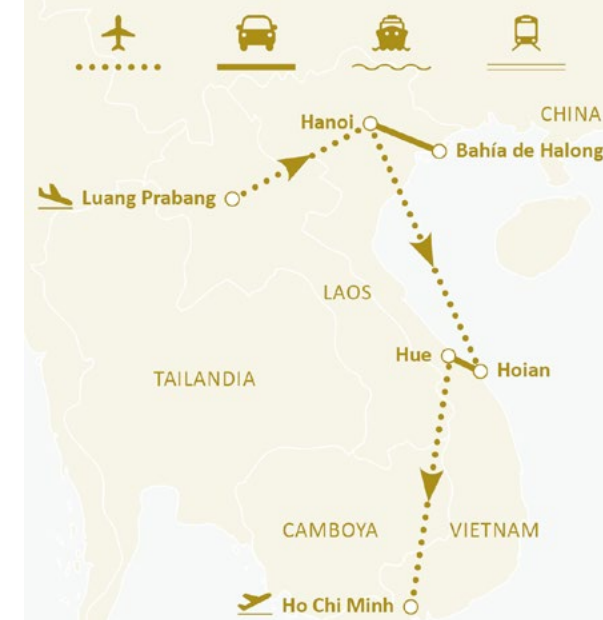 CHINA
Hanoi
Bahía de Halong
Luang Prabang
LAOS
Hue
Hoian
TAILANDIA
CAMBOYA
VIETNAM
Ho Chi Minh